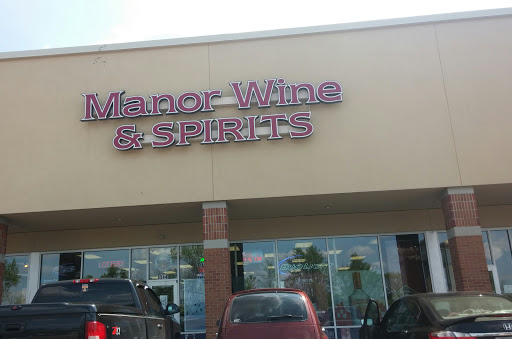 Manor Wine
& SPIRITS